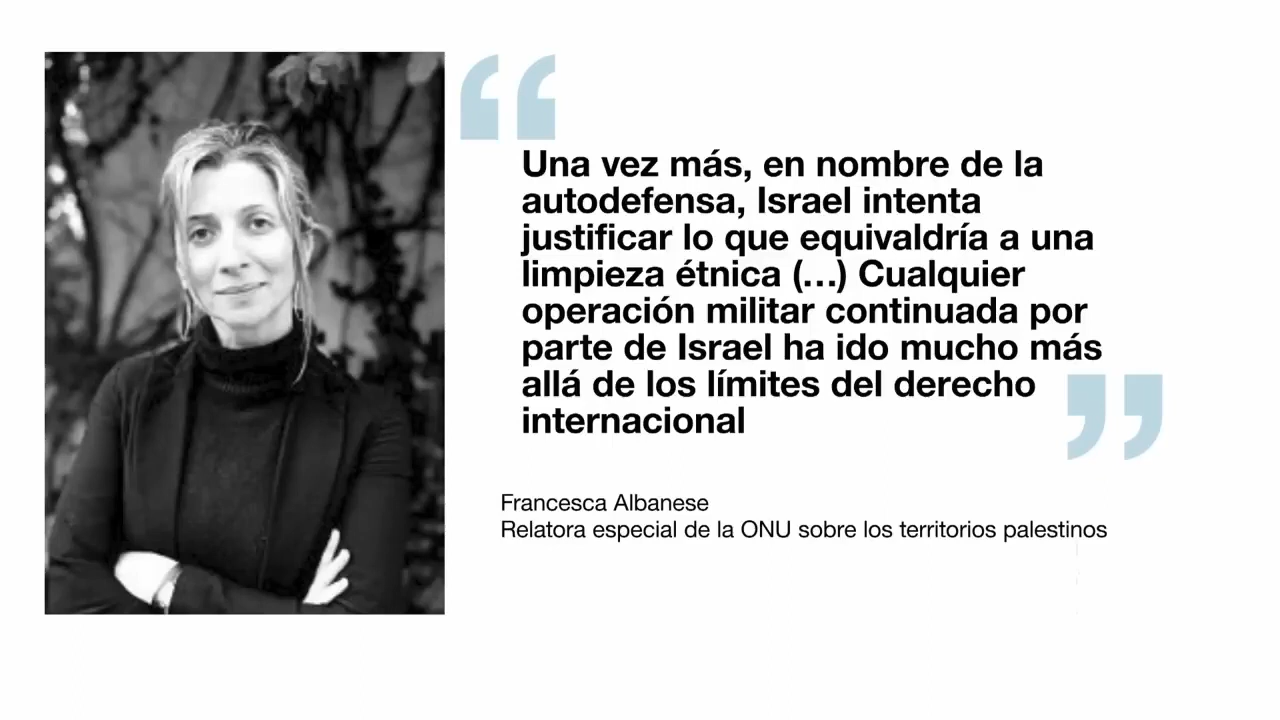 “
Una vez más, en nombre de la
autodefensa, Israel intenta
justificar lo que equivaldría a una
limpieza étnica (...) Cualquier
operación militar continuada por
parte de Israel ha ido mucho más
allá de los límites del derecho
internacional
”
Francesca Albanese
Relatora especial de la ONU sobre los territorios palestinos